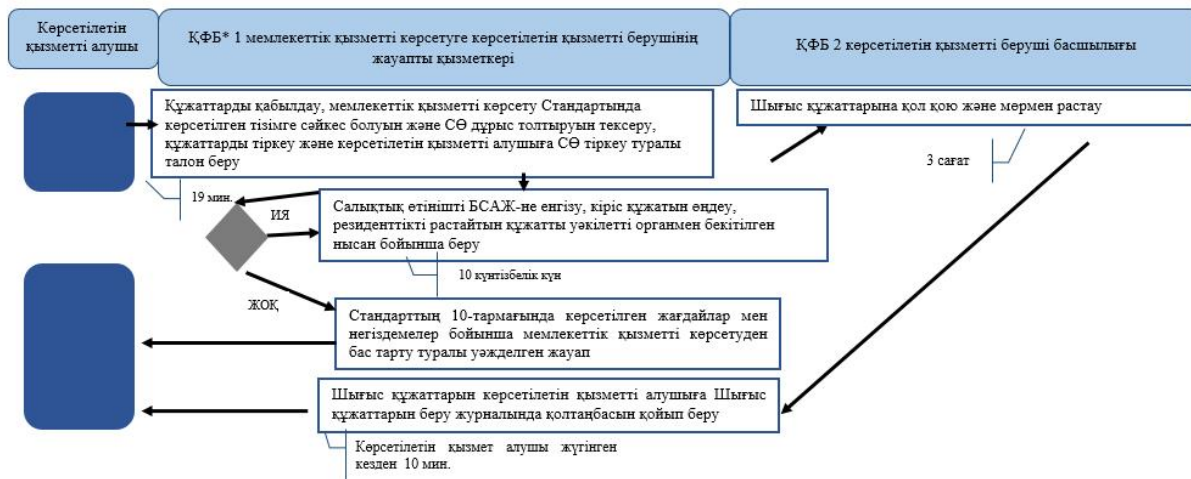 Көрсетілетін
қызметті алушы
ҚФБ* 1 мемлекеттік қызметті көрсетуге көрсетілетін қызметті берушінің
жауапты қызметкері
ҚФБ 2 көрсетілетін қызметті беруші басшылығы
Құжаттарды қабылдау, мемлекеттік қызметті көрсету Стандартында
көрсетілген тізімге сәйкес болуын және СӨ дұрыс толтыруын тексеру,
құжаттарды тіркеу және көрсетілетін қызметті алушыға СӨ тіркеу туралы
талон беру
Шығыс құжаттарына қол қою және мөрмен растау
3 сағат
19 мин.
ИЯ
Салықтық өтінішті БСАЖ-не енгізу, кіріс құжатын өңдеу,
резиденттікті растайтын құжатты уәкілетті органмен бекітілген
нысан бойынша беру
10 күнтізбелік күн
ЖОҚ
Стандарттың 10-тармағында көрсетілген жағдайлар мен
негіздемелер бойынша мемлекеттік қызметті көрсетуден
бас тарту туралы уәжделген жауап
Шығыс құжаттарын көрсетілетін қызметті алушыға Шығыс
құжаттарын беру журналында қолтаңбасын қойып беру
Көрсетілетін қызмет алушы жүгінген
кезден 10 мин.